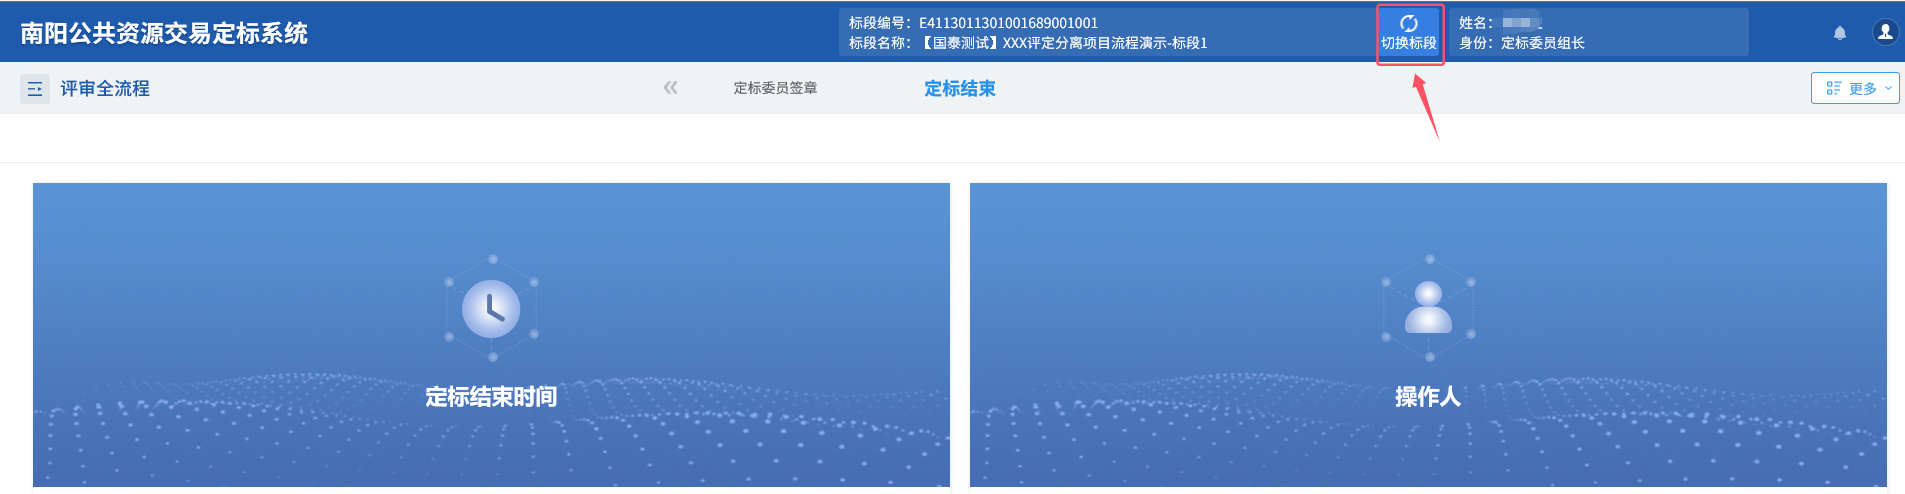 南阳公共资源交易定标系统
标段编号：E4113011301001689001001
标段名称：【国泰测试】XXX评定分离项目流程演示-标段1
切换标段
姓名：
身份：定标委员组长
评审全流程
定标委员签章
定标结束
更多
定标结束时间
操作人